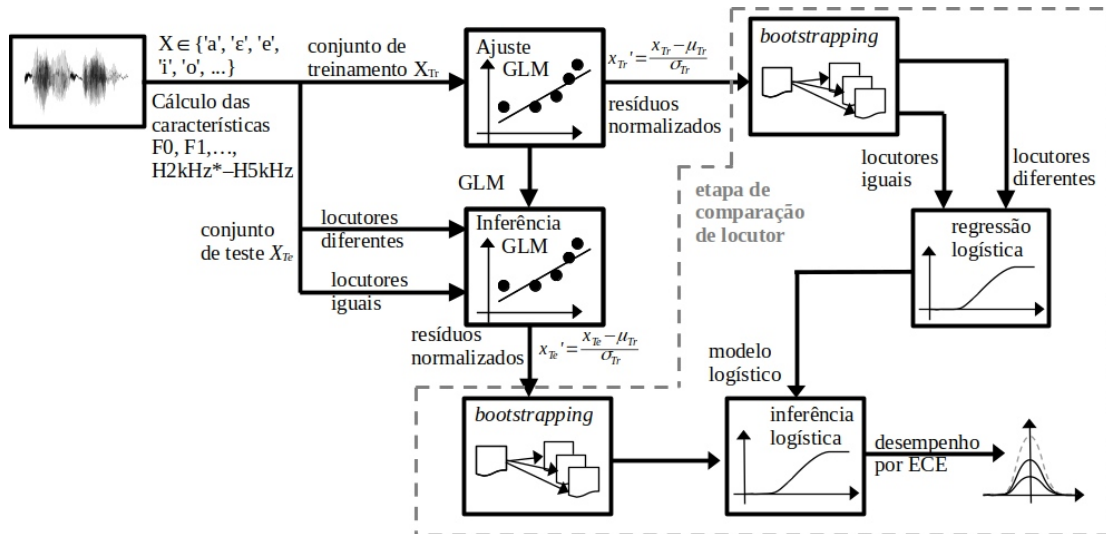 X ∈ {'a', 'ε', 'e',
'i', 'o', ...}
Cálculo das
características
F0, F1,…,
H2kHz*–H5kHz
conjunto de
treinamento X_Tr
Ajuste
GLM
x_Tr' = (x_Tr − μ_Tr) / σ_Tr
resíduos
normalizados
bootstrapping
locutores
iguais
locutores
diferentes
GLM
etapa de
comparação
de locutor
conjunto
de teste X_Te
locutores
diferentes
locutores
iguais
Inferência
GLM
regressão
logística
resíduos
normalizados
x_Te' = (x_Te − μ_Tr) / σ_Tr
modelo
logístico
bootstrapping
inferência
logística
desempenho
por ECE